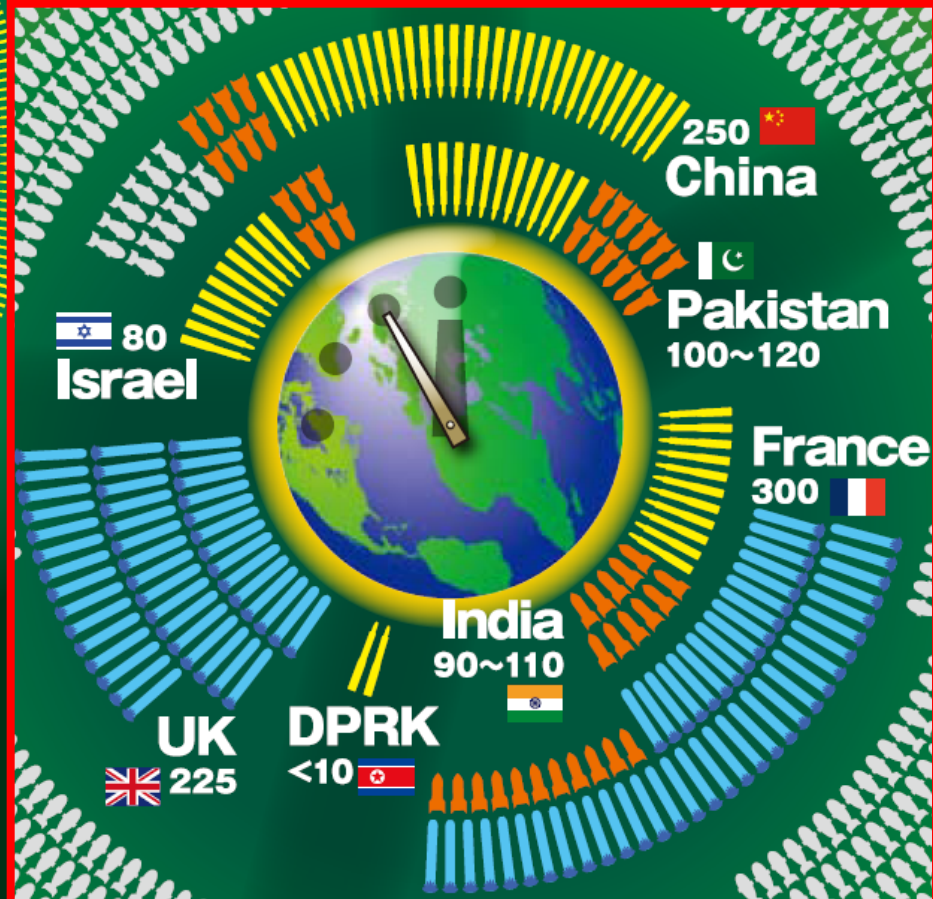 250
China
Pakistan
100~120
80
Israel
France
300
India
90~110
UK
225
DPRK
<10